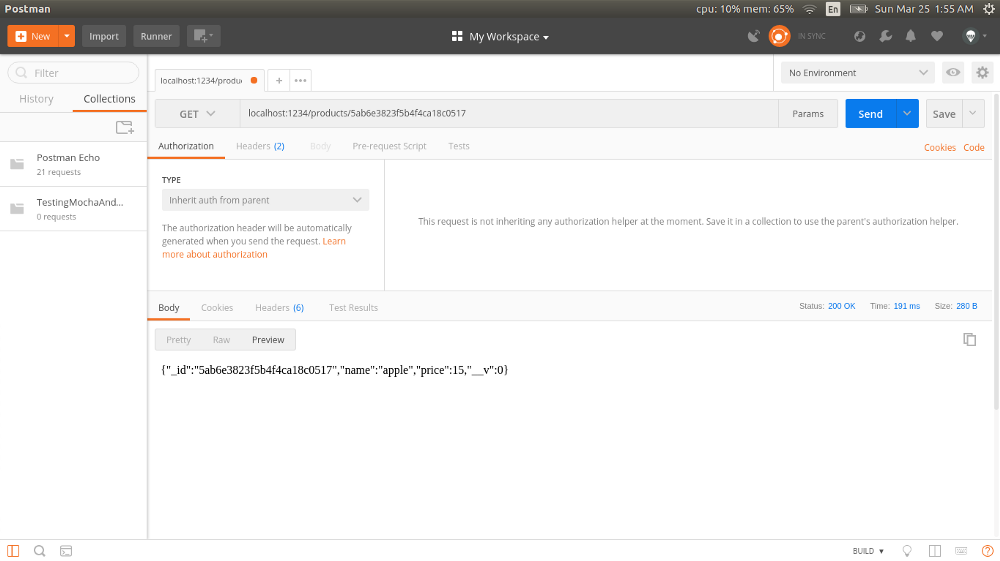 Postman
cpu: 10% mem: 65%
En
Sun Mar 25 1:55 AM
New
Import
Runner
My Workspace
IN SYNC
Filter
History
Collections
Postman Echo
21 requests
TestingMochaAnd...
0 requests
localhost:1234/produ
No Environment
GET
localhost:1234/products/5ab6e3823f5b4f4ca18c0517
Params
Send
Save
Authorization
Headers (2)
Body
Pre-request Script
Tests
Cookies
Code
TYPE
Inherit auth from parent
The authorization header will be automatically
generated when you send the request. Learn
more about authorization
This request is not inheriting any authorization helper at the moment. Save it in a collection to use the parent's authorization helper.
Body
Cookies
Headers (6)
Test Results
Status: 200 OK
Time: 191 ms
Size: 280 B
Pretty
Raw
Preview
{"_id":"5ab6e3823f5b4f4ca18c0517","name":"apple","price":15,"__v":0}
BUILD